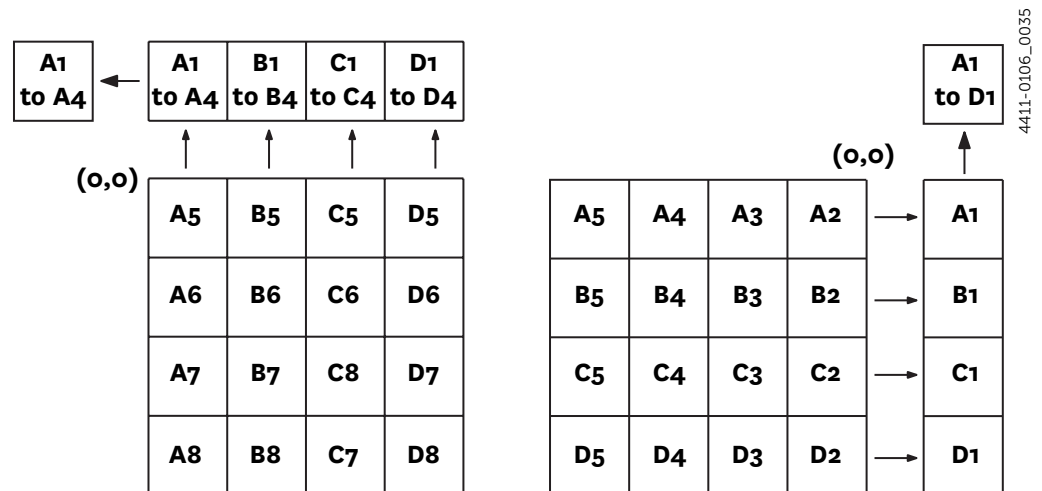 4411-0106_0035
A1
to A4
A1
to A4
B1
to B4
C1
to C4
D1
to D4
(0,0)
A5 B5 C5 D5
A6 B6 C6 D6
A7 B7 C8 D7
A8 B8 C7 D8
A1
to D1
(0,0)
A5 A4 A3 A2 A1
B5 B4 B3 B2 B1
C5 C4 C3 C2 C1
D5 D4 D3 D2 D1